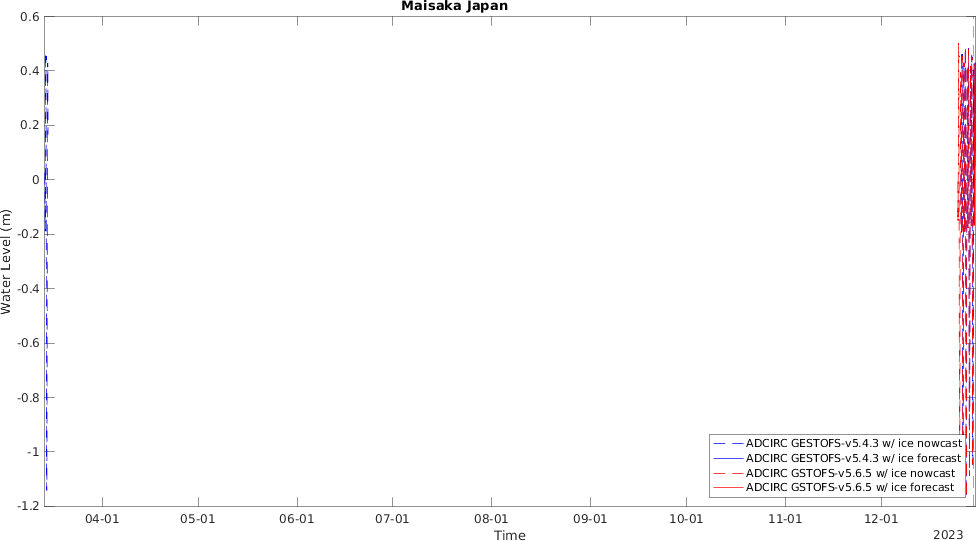 Maisaka Japan
0.6
0.4
0.2
0
-0.2
-0.4
-0.6
-0.8
-1
-1.2
Water Level (m)
ADCIRC GESTOFS-v5.4.3 w/ ice nowcast
ADCIRC GESTOFS-v5.4.3 w/ ice forecast
ADCIRC GSTOFS-v5.6.5 w/ ice nowcast
ADCIRC GSTOFS-v5.6.5 w/ ice forecast
04-01 05-01 06-01 07-01 08-01 09-01 10-01 11-01 12-01
Time
2023